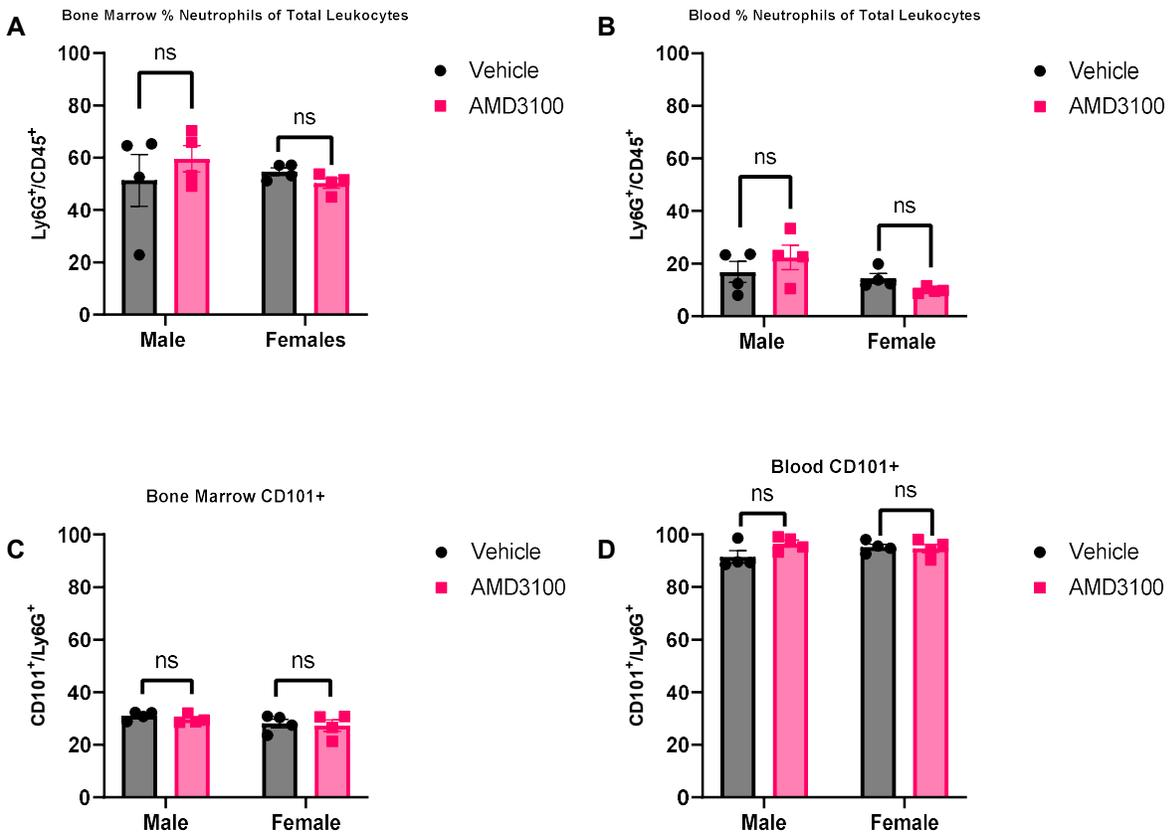 A
Bone Marrow % Neutrophils of Total Leukocytes
Ly6G+/CD45+
100
80
60
40
20
0
ns
ns
Male
Females
Vehicle
AMD3100
B
Blood % Neutrophils of Total Leukocytes
Ly6G+/CD45+
100
80
60
40
20
0
ns
ns
Male
Female
Vehicle
AMD3100
C
Bone Marrow CD101+
CD101+/Ly6G+
100
80
60
40
20
0
ns
ns
Male
Female
Vehicle
AMD3100
D
Blood CD101+
CD101+/Ly6G+
100
80
60
40
20
0
ns
ns
Male
Female
Vehicle
AMD3100